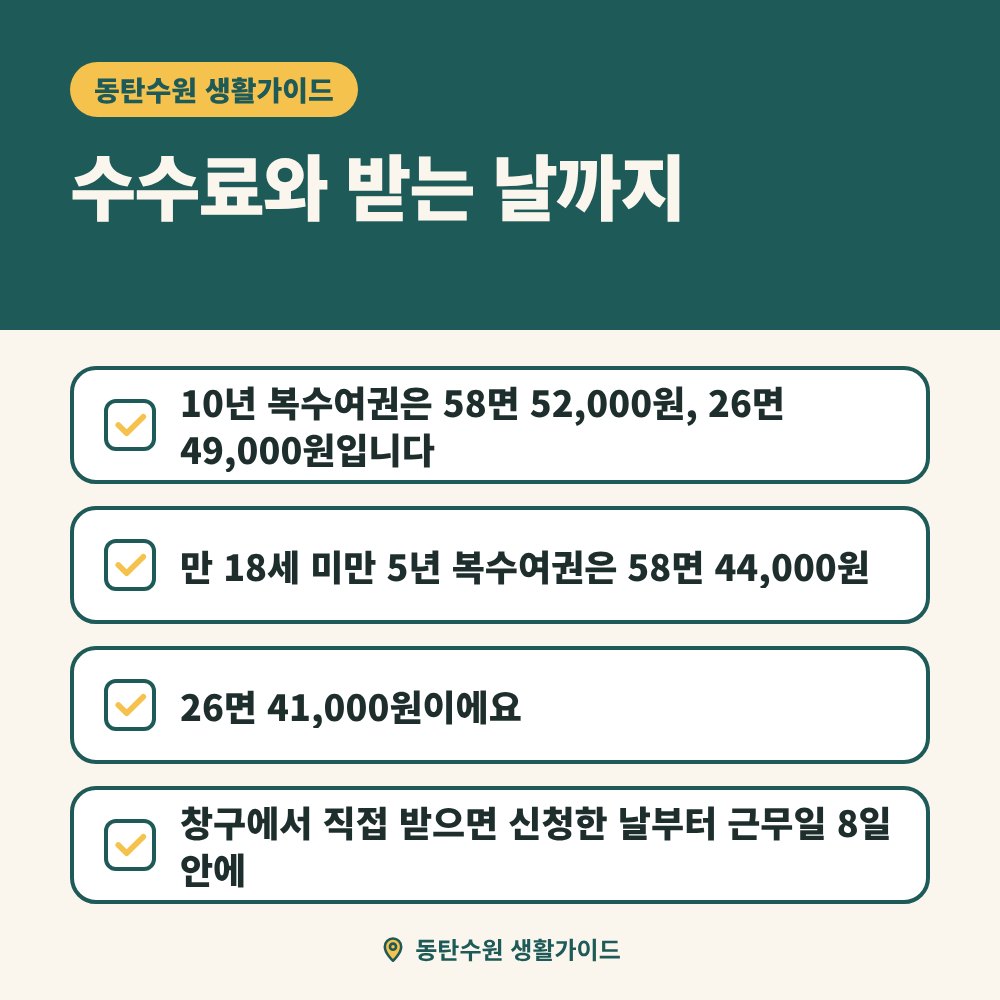 동탄수원 생활가이드
수수료와 받는 날까지
10년 복수여권은 58면 52,000원, 26면
49,000원입니다
만 18세 미만 5년 복수여권은 58면 44,000원
26면 41,000원이에요
창구에서 직접 받으면 신청한 날부터 근무일 8일
안에
동탄수원 생활가이드